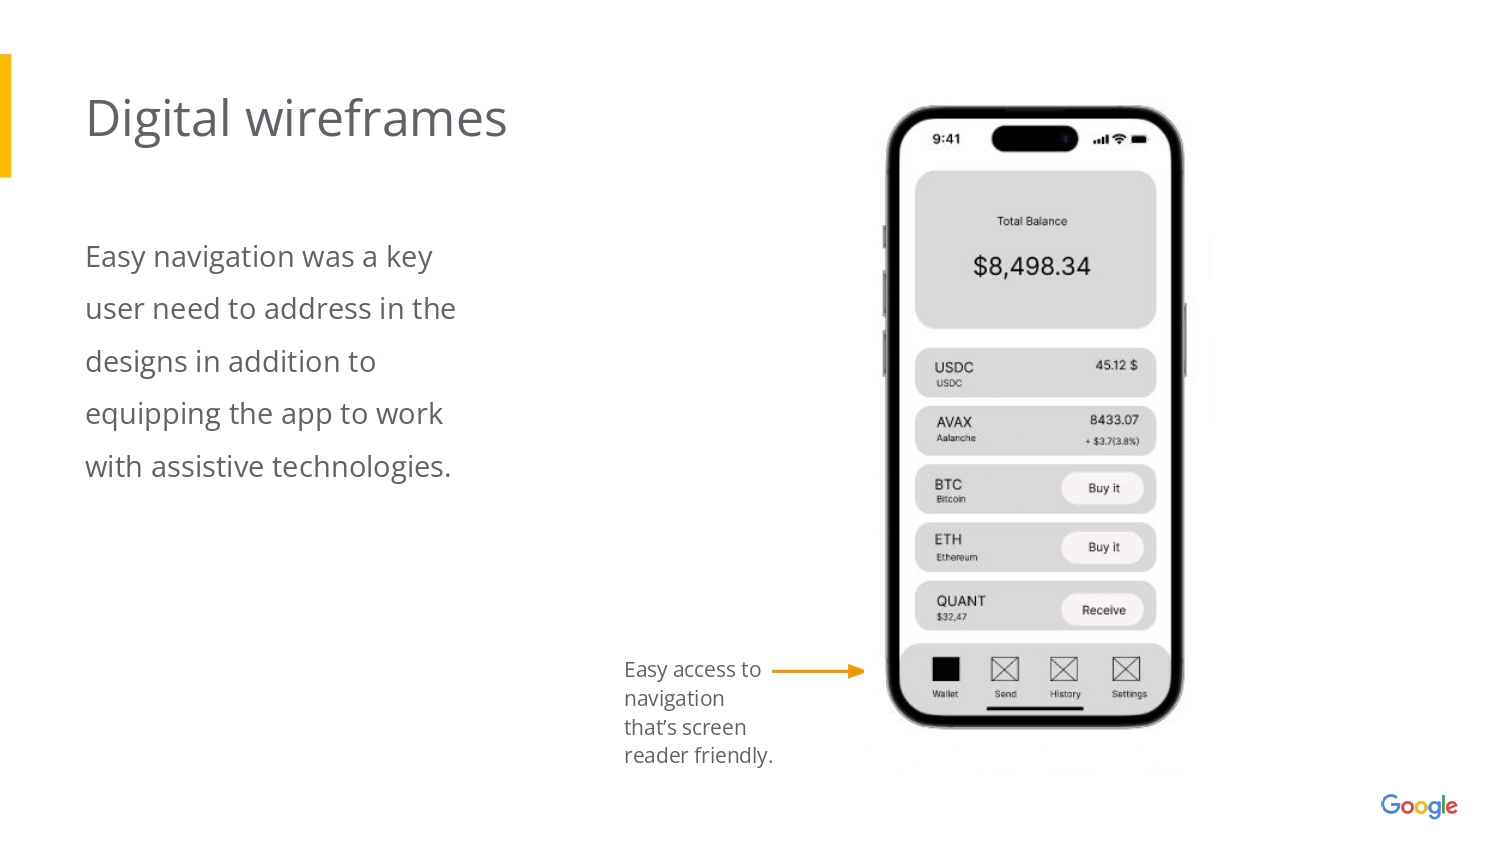 Digital wireframes
Easy navigation was a key
user need to address in the
designs in addition to
equipping the app to work
with assistive technologies.
9:41
Total Balance
$8,498.34
USDC
45.12 $
USDC
AVAX
8433.07
Aalanche
+ $3.7(3.8%)
BTC
Bitcoin
Buy it
ETH
Ethereum
Buy it
QUANT
$32,47
Receive
Wallet
Send
History
Settings
Easy access to
navigation
that’s screen
reader friendly.
Google